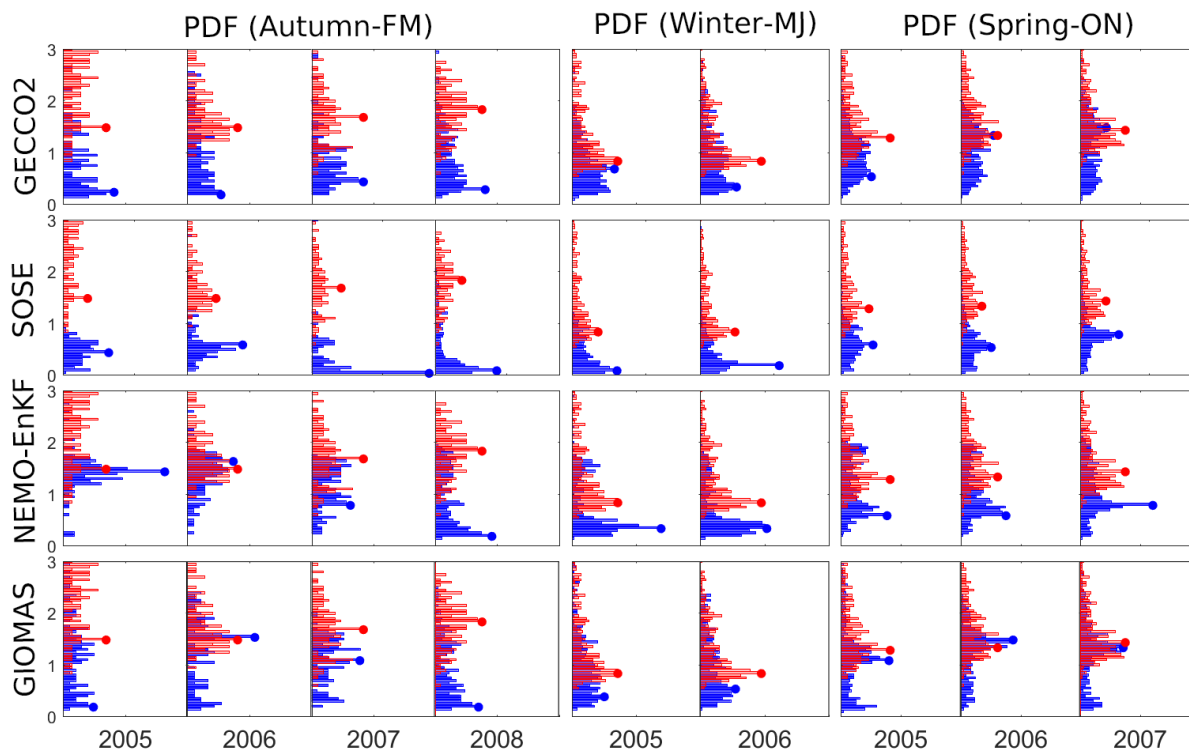 PDF (Autumn-FM) PDF (Winter-MJ) PDF (Spring-ON)
GECCO2
3
2
1
0
SOSE
3
2
1
0
NEMO-EnKF
3
2
1
0
GIOMAS
3
2
1
0
2005 2006 2007 2008 2005 2006 2005 2006 2007